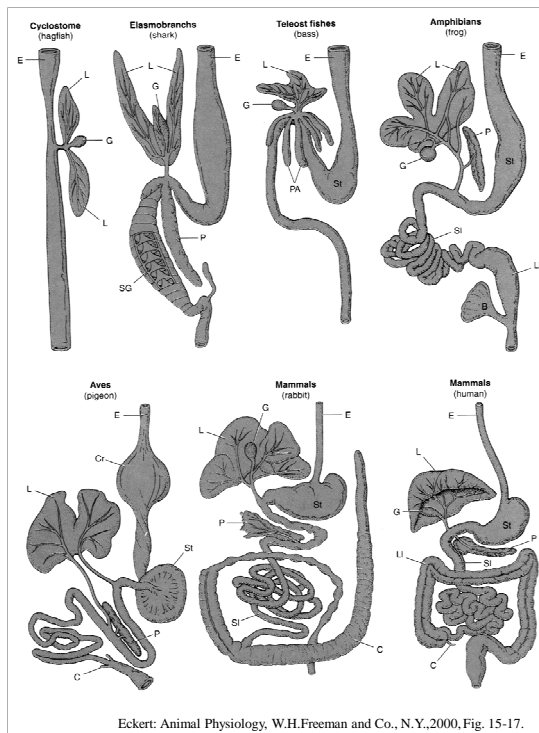 Cyclostome
(hagfish)
E
L
G
L
Elasmobranchs
(shark)
L
E
G
P
SG
Teleost fishes
(bass)
L
E
G
PA
St
Amphibians
(frog)
L
E
P
G
St
SI
L
B
Aves
(pigeon)
E
Cr
L
St
P
C
Mammals
(rabbit)
G
L
E
St
P
SI
C
Mammals
(human)
E
L
G
St
P
LI
SI
C
Eckert: Animal Physiology, W.H.Freeman and Co., N.Y.,2000, Fig. 15-17.